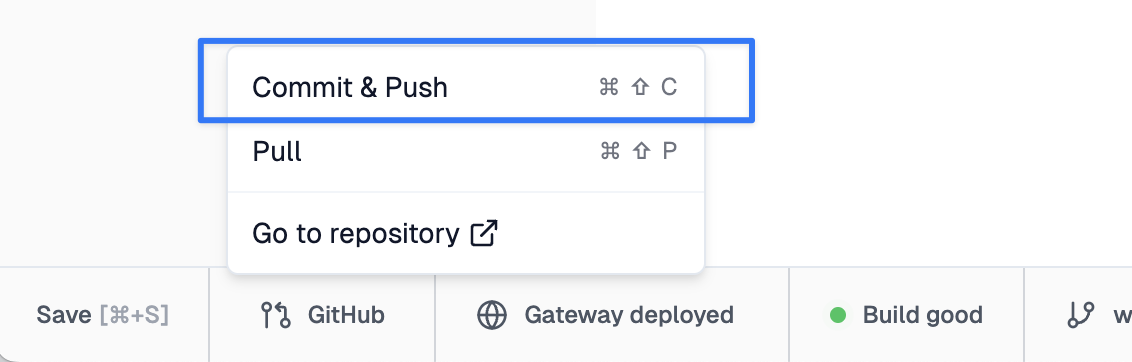 Commit & Push ⌘ ⇧ C
Pull ⌘ ⇧ P
Go to repository
Save [⌘+S] GitHub Gateway deployed Build good w